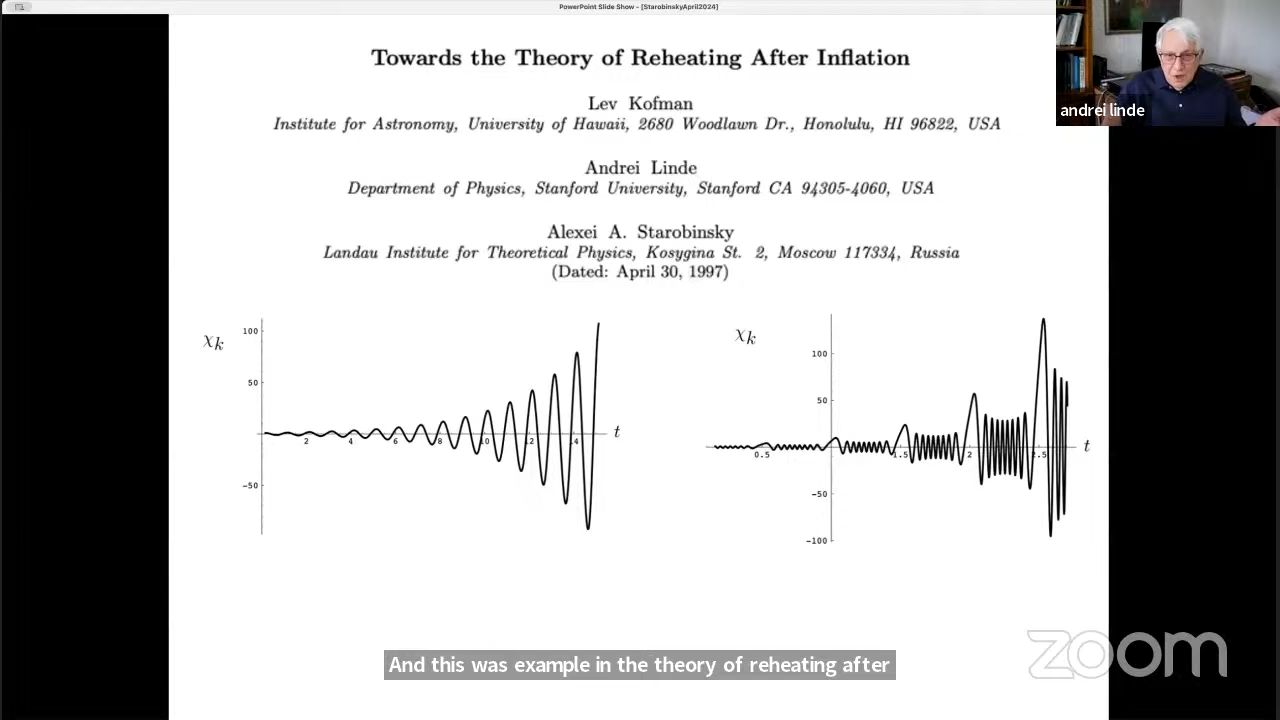 PowerPoint Slide Show - [StarobinskyApril2024]
Towards the Theory of Reheating After Inflation
Lev Kofman
Institute for Astronomy, University of Hawaii, 2680 Woodlawn Dr., Honolulu, HI 96822, USA
Andrei Linde
Department of Physics, Stanford University, Stanford CA 94305-4060, USA
Alexei A. Starobinsky
Landau Institute for Theoretical Physics, Kosygina St. 2, Moscow 117334, Russia
(Dated: April 30, 1997)
andrei linde
χk
100
50
-50
2 4 6 8 10 12 14
t
χk
100
50
-50
-100
0.5 1.5 2 2.5
t
And this was example in the theory of reheating after
zoom